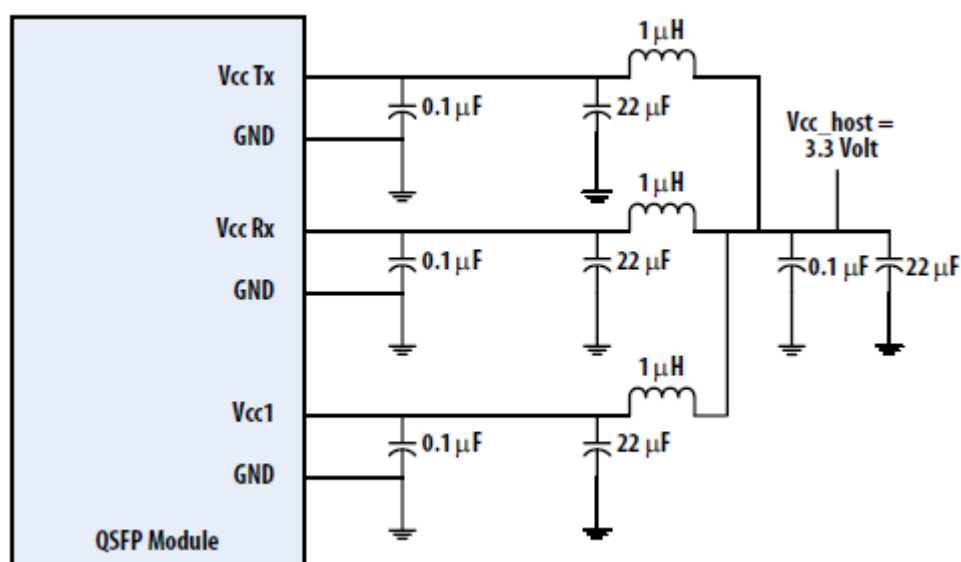 1 μH
Vcc Tx
0.1 μF
22 μF
GND
Vcc_host =
3.3 Volt
1 μH
Vcc Rx
0.1 μF
22 μF
0.1 μF
22 μF
GND
1 μH
Vcc1
0.1 μF
22 μF
GND
QSFP Module